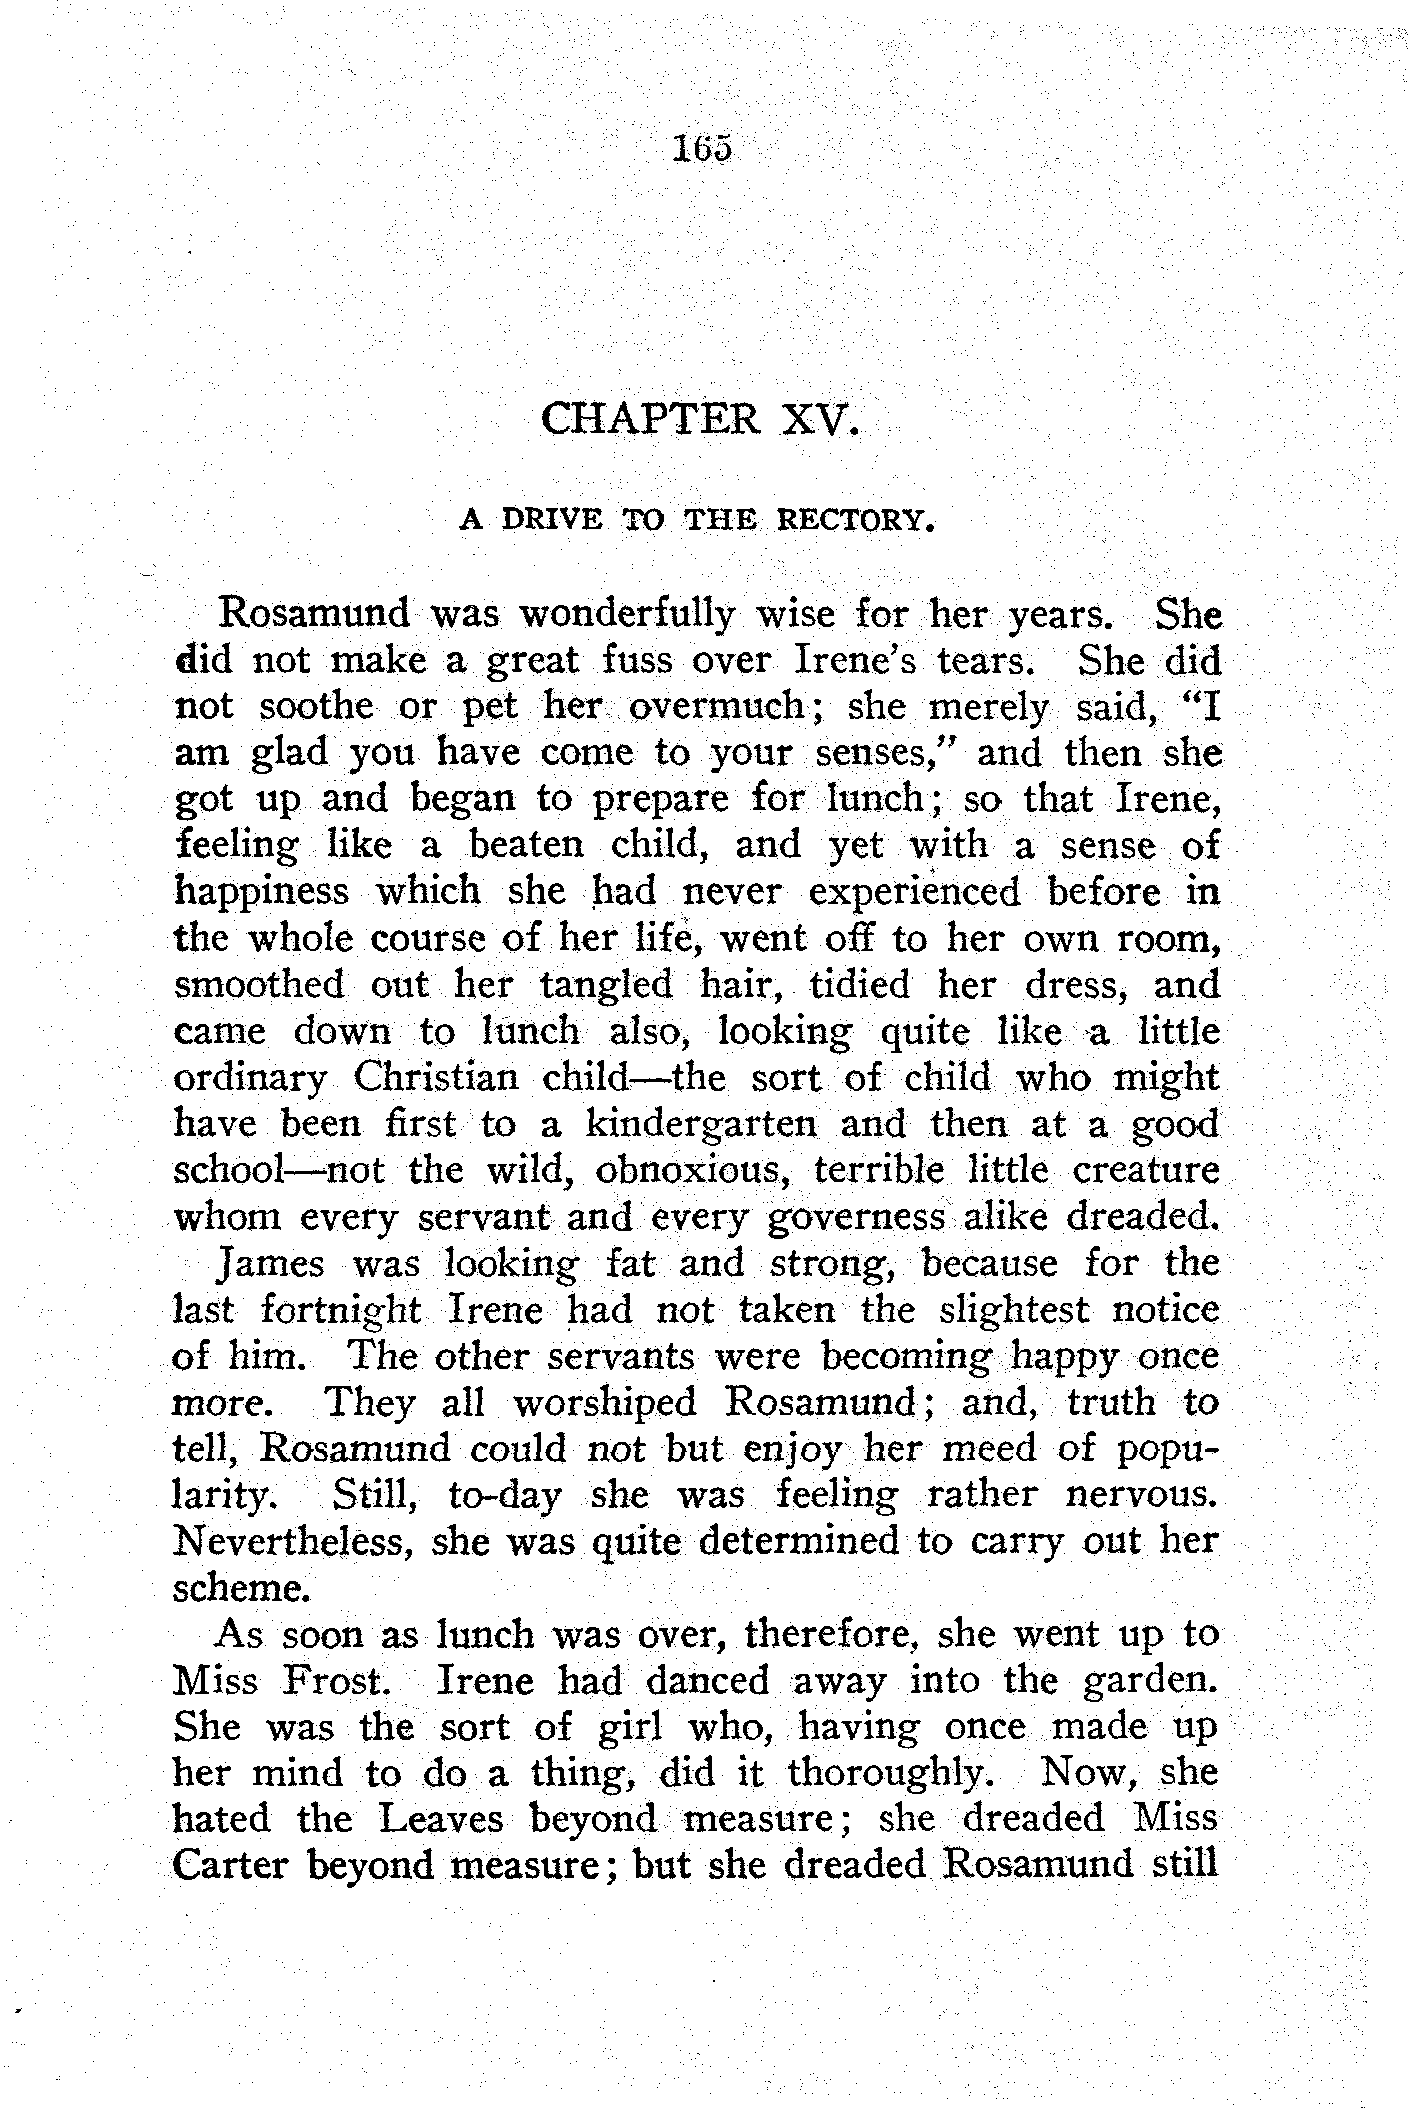 165
CHAPTER XV.
A DRIVE TO THE RECTORY.
Rosamund was wonderfully wise for her years. She
did not make a great fuss over Irene's tears. She did
not soothe or pet her overmuch; she merely said, "I
am glad you have come to your senses," and then she
got up and began to prepare for lunch; so that Irene,
feeling like a beaten child, and yet with a sense of
happiness which she had never experienced before in
the whole course of her life, went off to her own room,
smoothed out her tangled hair, tidied her dress, and
came down to lunch also, looking quite like a little
ordinary Christian child—the sort of child who might
have been first to a kindergarten and then at a good
school—not the wild, obnoxious, terrible little creature
whom every servant and every governess alike dreaded.
James was looking fat and strong, because for the
last fortnight Irene had not taken the slightest notice
of him. The other servants were becoming happy once
more. They all worshiped Rosamund; and, truth to
tell, Rosamund could not but enjoy her meed of popu-
larity. Still, to-day she was feeling rather nervous.
Nevertheless, she was quite determined to carry out her
scheme.
As soon as lunch was over, therefore, she went up to
Miss Frost. Irene had danced away into the garden.
She was the sort of girl who, having once made up
her mind to do a thing, did it thoroughly. Now, she
hated the Leaves beyond measure; she dreaded Miss
Carter beyond measure; but she dreaded Rosamund still